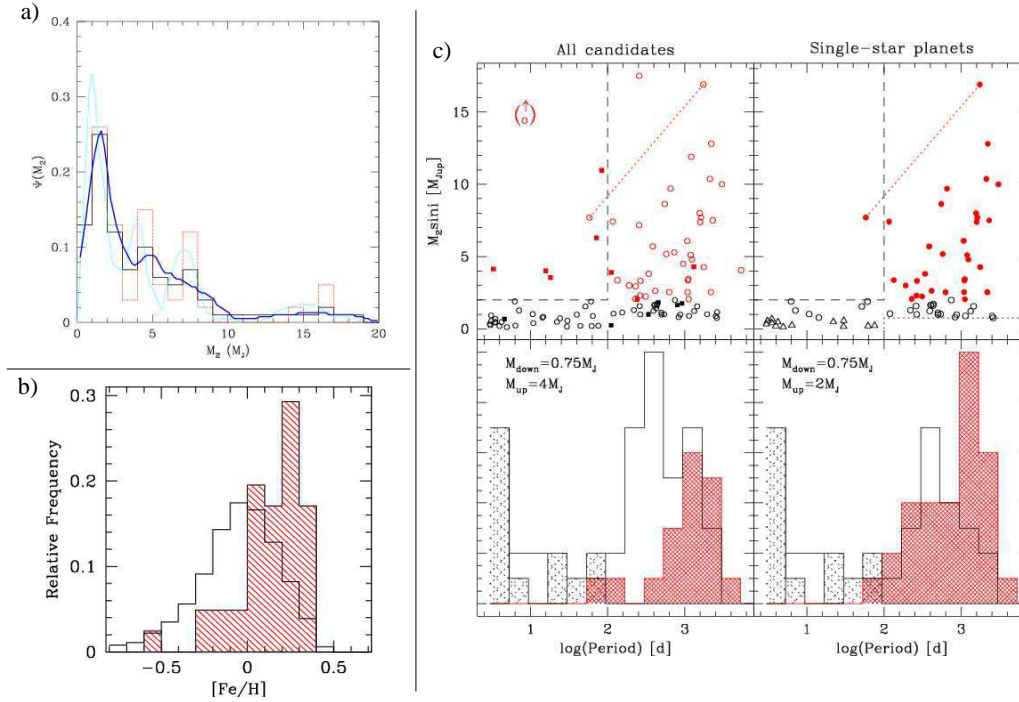 a)
0.4
0.3
0.2
0.1
0
Ψ(M₂)
0
5
10
15
20
M₂ (M_J)
b)
0.3
0.2
0.1
0
Relative Frequency
−0.5
0
0.5
[Fe/H]
c)
All candidates
Single-star planets
15
10
5
0
M₂sini [M_Jup]
M_down=0.75M_J
M_up=4M_J
M_down=0.75M_J
M_up=2M_J
1
2
3
1
2
3
log(Period) [d]
log(Period) [d]